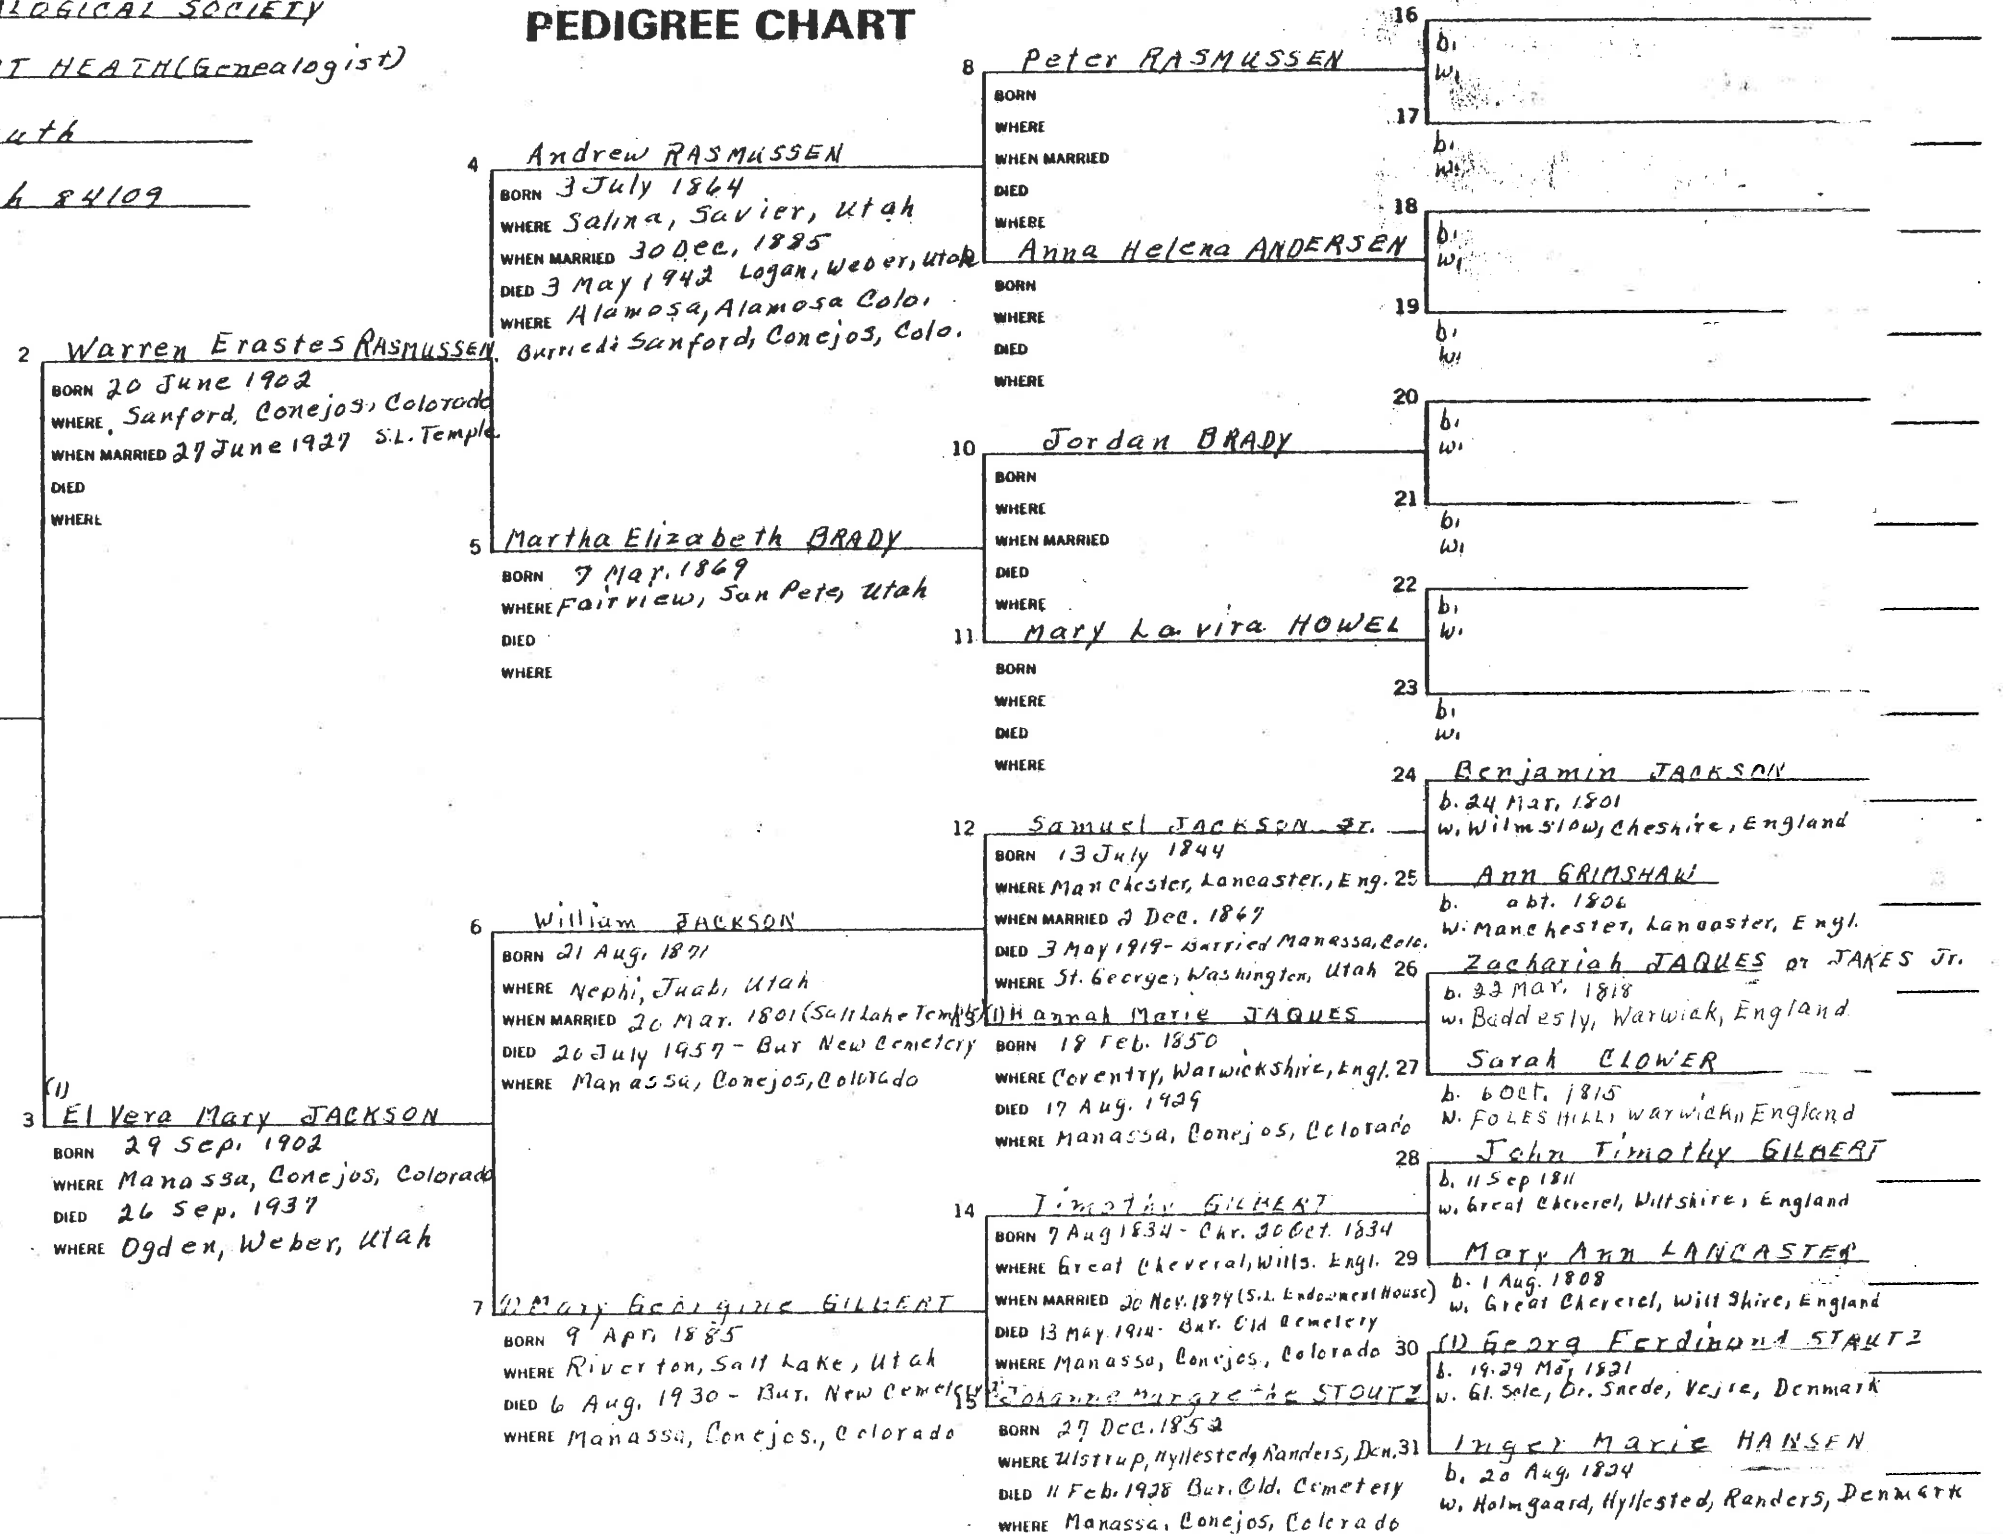 ALOGICAL SOCIETY
PEDIGREE CHART
T HEATH(Genealogist)
uth
h 84109
2 Warren Erastes RASMUSSEN
BORN 20 June 1902
WHERE Sanford, Conejos, Colorado
WHEN MARRIED 27 June 1927 S.L. Temple
DIED
WHERE
(1)
3 El Vera Mary JACKSON
BORN 29 Sep. 1902
WHERE Manassa, Conejos, Colorado
DIED 26 Sep. 1937
WHERE Ogden, Weber, Utah
4 Andrew RASMUSSEN
BORN 3 July 1864
WHERE Salina, Savier, Utah
WHEN MARRIED 30 Dec, 1885
DIED 3 May 1942 Logan, Weber, Utah
WHERE Alamosa, Alamosa Colo.
Burried: Sanford, Conejos, Colo.
5 Martha Elizabeth BRADY
BORN 7 Mar. 1869
WHERE Fairview, San Pete, Utah
DIED
WHERE
6 William JACKSON
BORN 21 Aug. 1871
WHERE Nephi, Juab, Utah
WHEN MARRIED 20 Mar. 1801 (Salt Lake Temple)
DIED 20 July 1957 - Bur New Cemetery
WHERE Manassa, Conejos, Colorado
7 (1) Mary Georgine GILBERT
BORN 9 Apr. 1885
WHERE Riverton, Salt Lake, Utah
DIED 6 Aug. 1930 - Bur. New Cemetery
WHERE Manassa, Conejos., Colorado
8 Peter RASMUSSEN
BORN
WHERE
WHEN MARRIED
DIED
WHERE
9 Anna Helena ANDERSEN
BORN
WHERE
DIED
WHERE
10 Jordan BRADY
BORN
WHERE
WHEN MARRIED
DIED
WHERE
11 Mary La vira HOWEL
BORN
WHERE
DIED
WHERE
12 Samuel JACKSON Jr.
BORN 13 July 1844
WHERE Manchester, Lancaster., Eng.
WHEN MARRIED 2 Dec. 1867
DIED 3 May 1919 - Burried Manassa, Colo.
WHERE St. George, Washington, Utah
13 (1) Hannah Marie JAQUES
BORN 18 Feb. 1850
WHERE Coventry, Warwickshire, Engl.
DIED 17 Aug. 1929
WHERE Manassa, Conejos, Colorado
14 Timothy GILBERT
BORN 7 Aug 1834 - Chr. 20 Oct. 1834
WHERE Great Cheveral, Wilts. Engl.
WHEN MARRIED 20 Nov. 1874 (S.L. Endowment House)
DIED 13 May 1914 - Bur. Old Cemetery
WHERE Manassa, Conejos, Colorado
15 Johanne Margrethe STOUTZ
BORN 27 Dec. 1852
WHERE Ulstrup, Hyllested, Randers, Den.
DIED 11 Feb. 1928 Bur. Old. Cemetery
WHERE Manassa, Conejos, Colorado
16
b.
w.
17
b.
w.
18
b.
w.
19
b.
w.
20
b.
w.
21
b.
w.
22
b.
w.
23
b.
w.
24 Benjamin JACKSON
b. 24 Mar. 1801
w. Wilmslow, Cheshire, England
25 Ann GRIMSHAW
b. abt. 1806
w. Manchester, Lancaster, Engl.
26 Zachariah JAQUES or JAKES Jr.
b. 22 Mar. 1818
w. Baddesly, Warwick, England
27 Sarah CLOWER
b. 6 Oct. 1815
W. FOLES HILL, Warwick, England
28 John Timothy GILBERT
b. 11 Sep 1811
w. Great Cheverel, Wiltshire, England
29 Mary Ann LANCASTER
b. 1 Aug. 1808
w. Great Cheverel, Wilt Shire, England
30 (1) Georg Ferdinand STAUTZ
b. 19.29 May 1821
w. Gl. Sole, Dr. Snede, Vejre, Denmark
31 Inger Marie HANSEN
b. 20 Aug. 1824
w. Holmgaard, Hyllested, Randers, Denmark